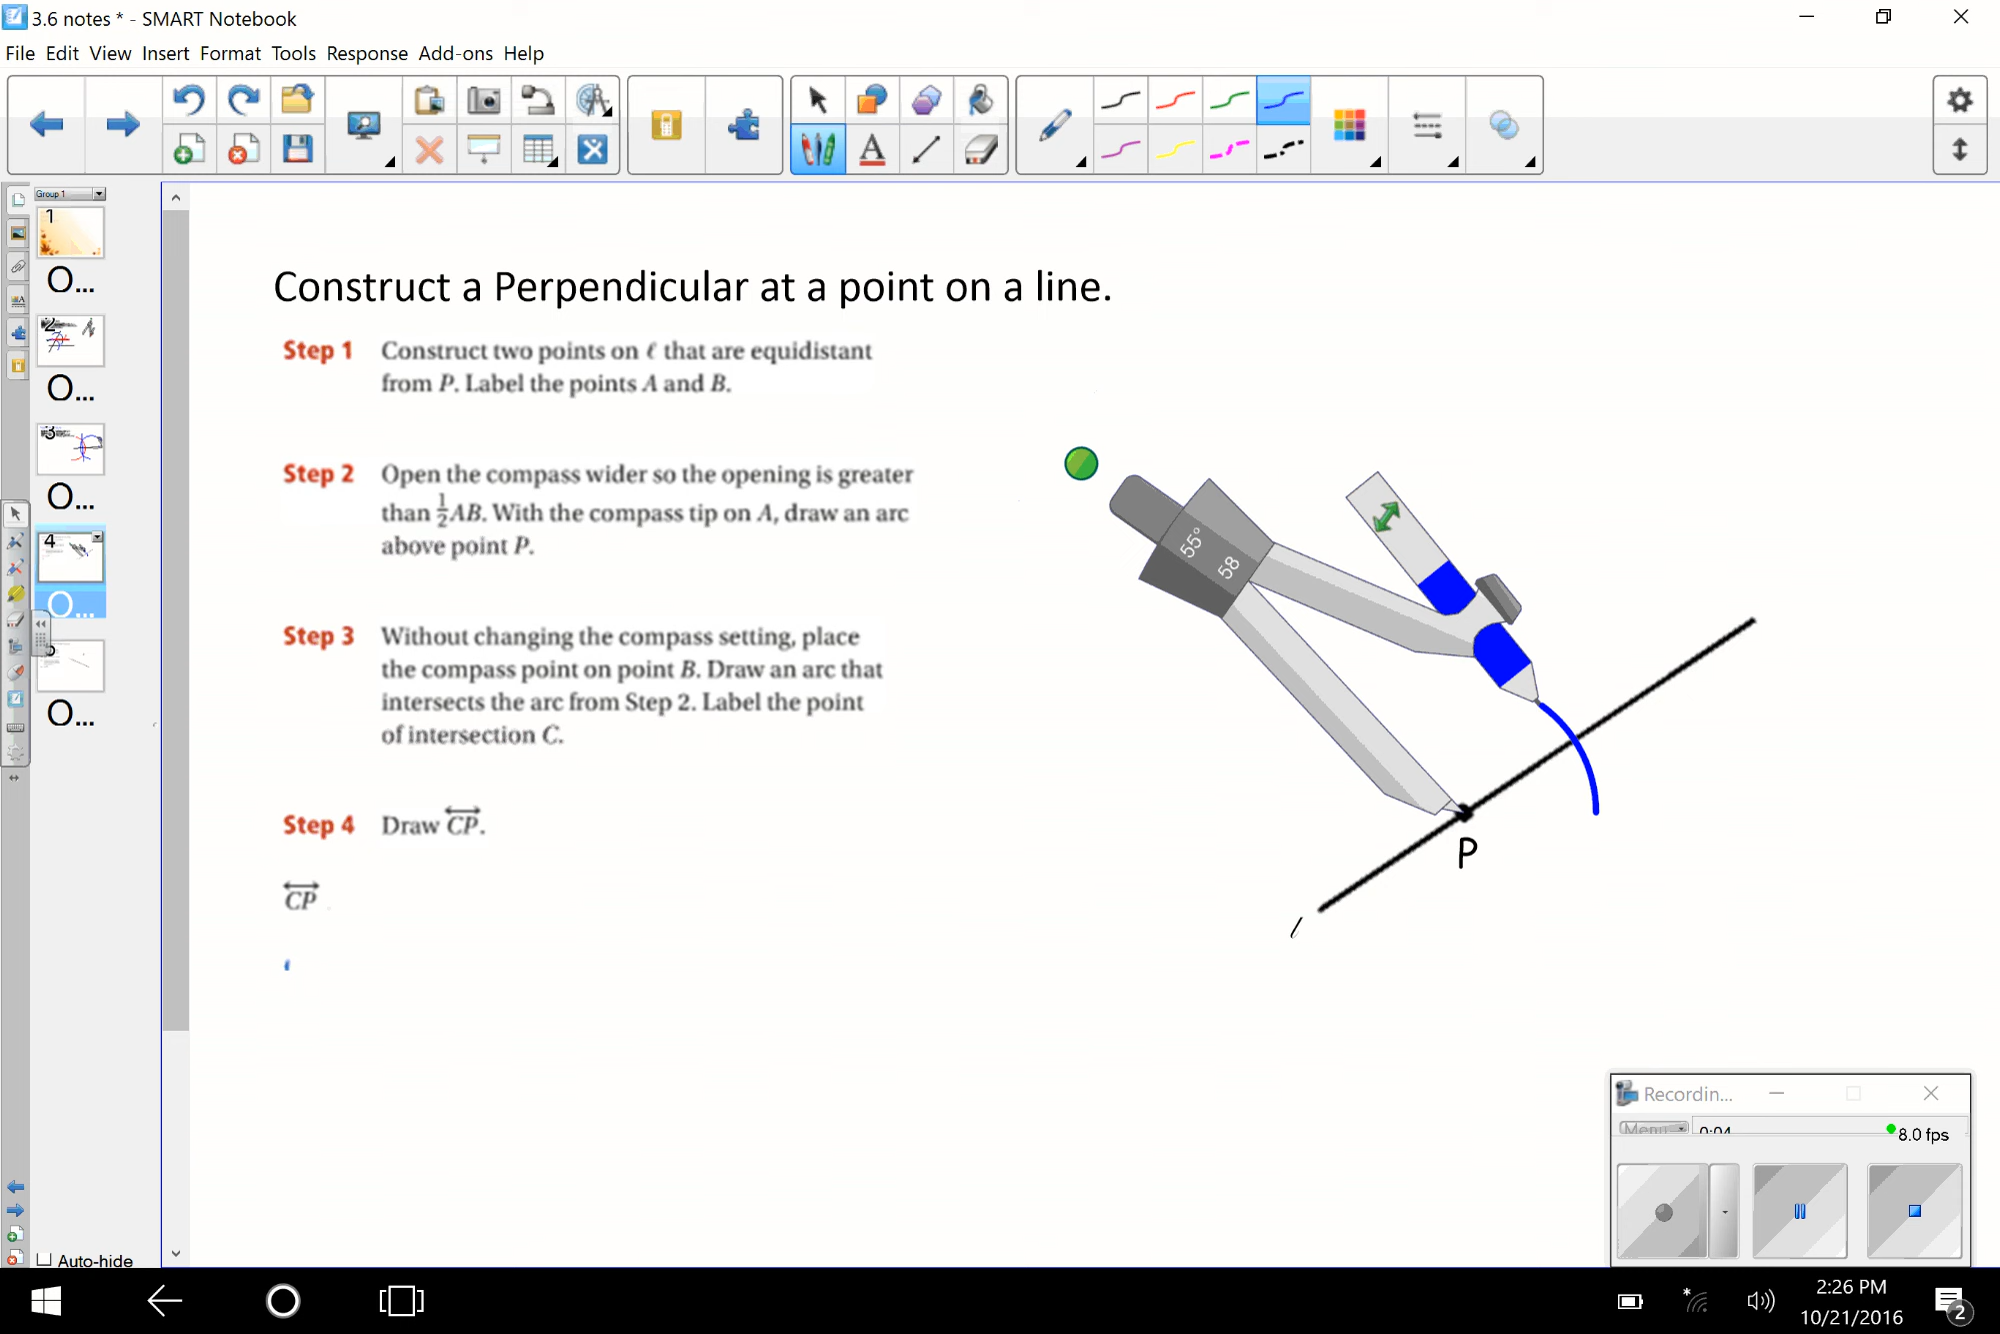 3.6 notes * - SMART Notebook
File Edit View Insert Format Tools Response Add-ons Help
Group 1
1
O...
2
O...
3
O...
4
O...
O...
Auto-hide
Construct a Perpendicular at a point on a line.
Step 1 Construct two points on ℓ that are equidistant
from P. Label the points A and B.
Step 2 Open the compass wider so the opening is greater
than ½AB. With the compass tip on A, draw an arc
above point P.
Step 3 Without changing the compass setting, place
the compass point on point B. Draw an arc that
intersects the arc from Step 2. Label the point
of intersection C.
Step 4 Draw CP.
CP
55°
58
P
l
Recordin...
Menu 0:04 8.0 fps
2:26 PM
10/21/2016
2